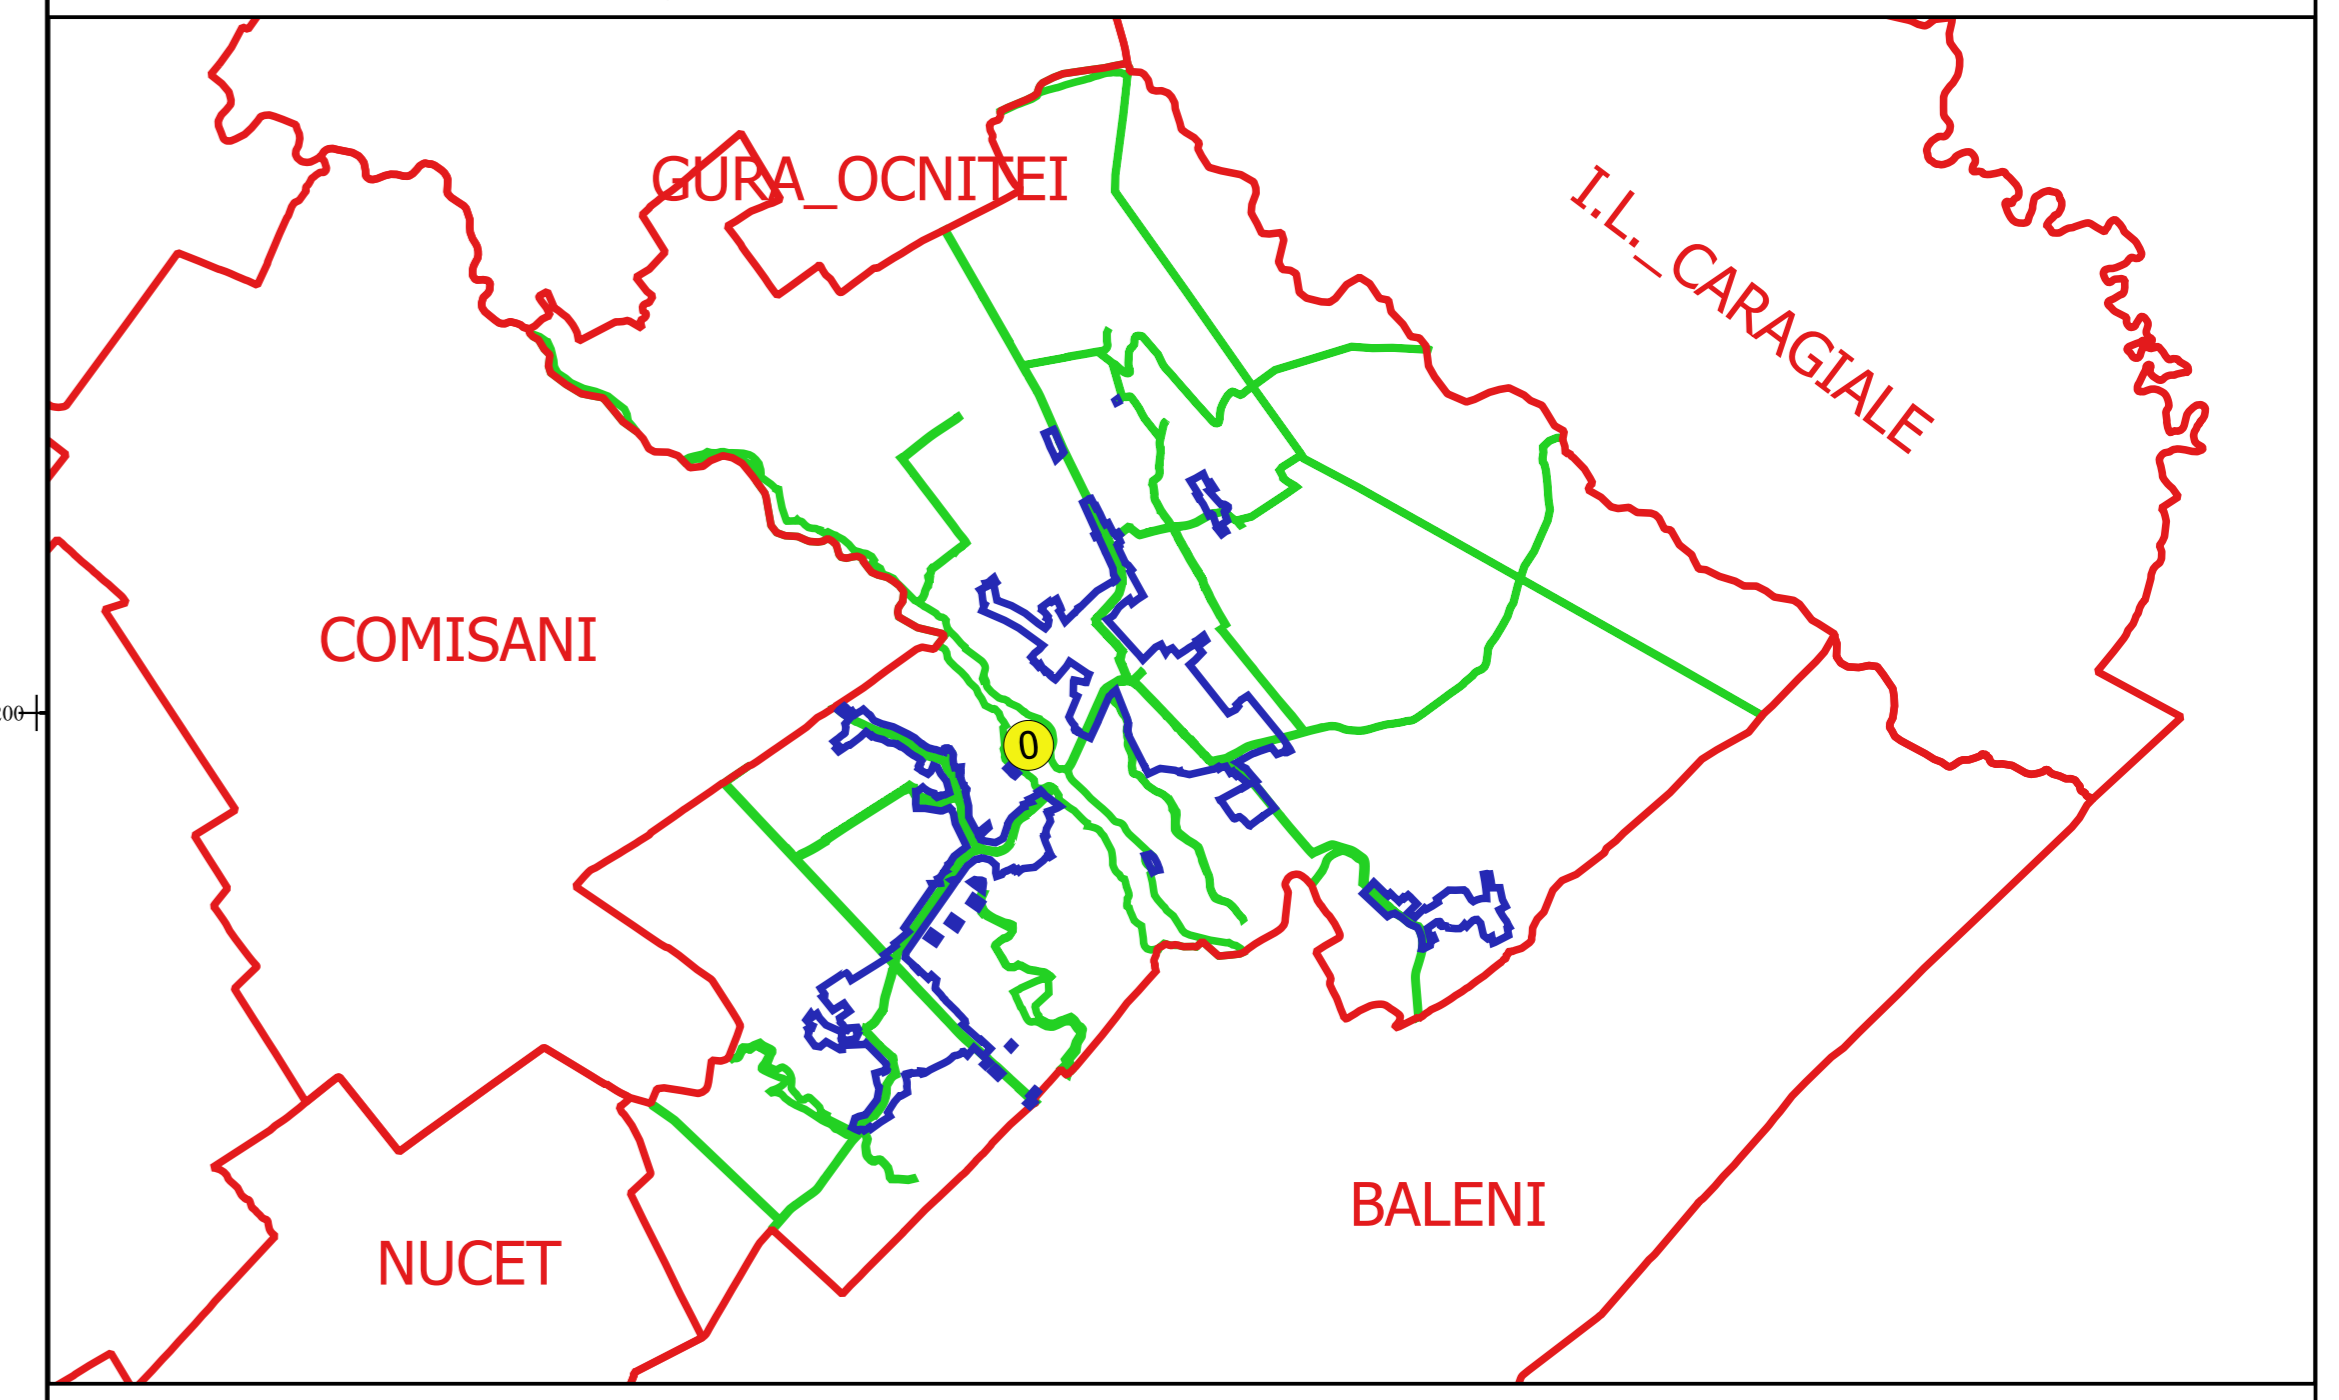 GURA_OCNITEI
I.L._CARAGIALE
COMISANI
0
BALENI
NUCET